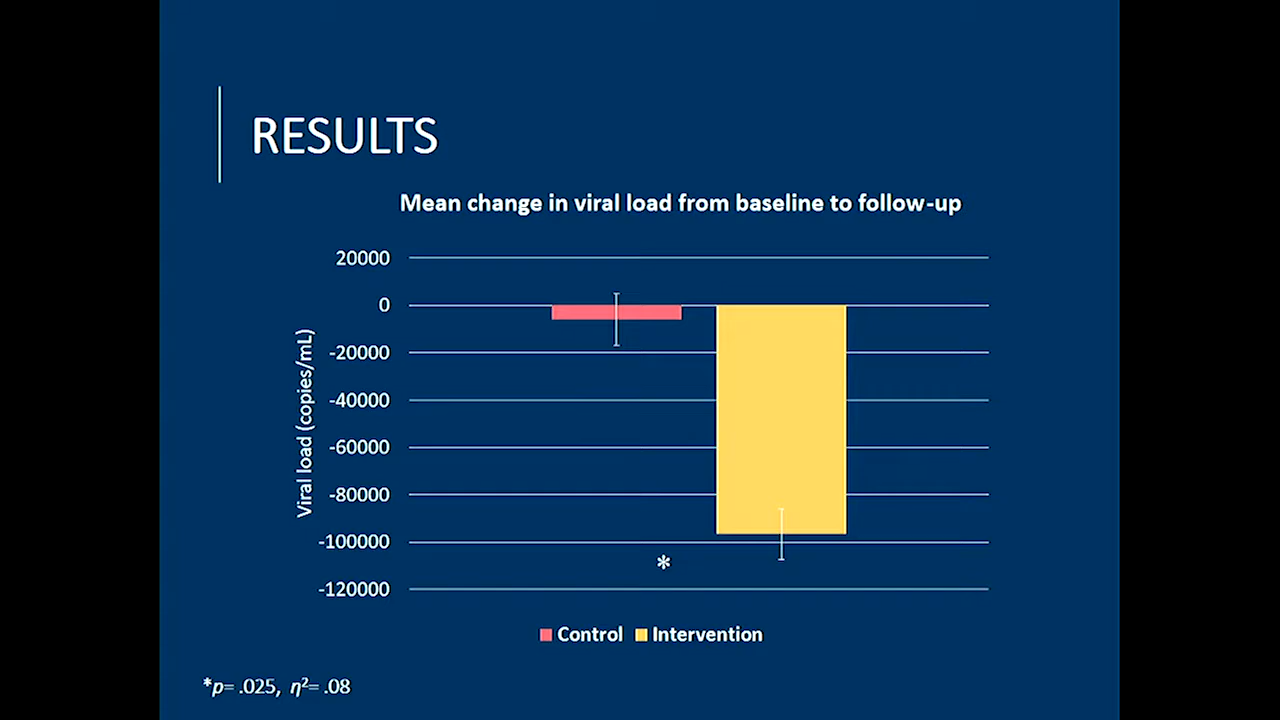 RESULTS
Mean change in viral load from baseline to follow-up
20000
0
-20000
-40000
-60000
-80000
-100000
-120000
Viral load (copies/mL)
*
Control Intervention
*p= .025, η²= .08